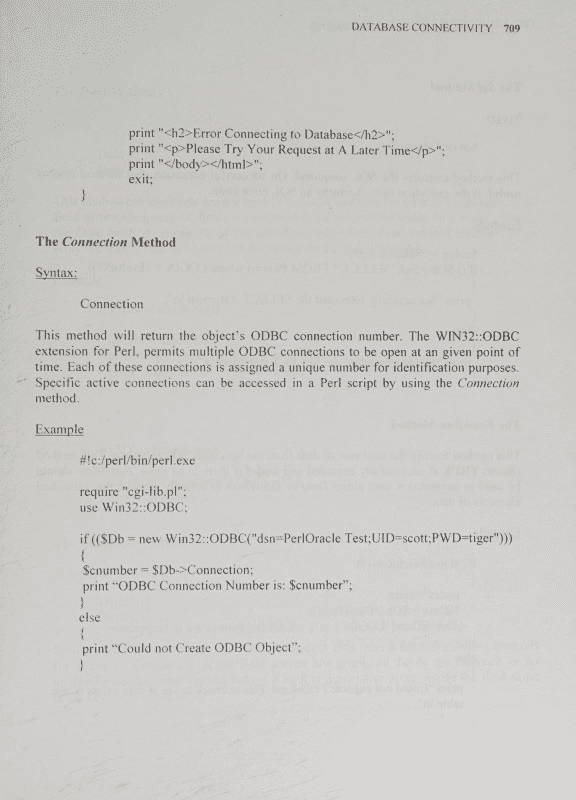 DATABASE CONNECTIVITY 709
print "<h2>Error Connecting to Database</h2>";
print "<p>Please Try Your Request at A Later Time</p>";
print "</body></html>";
exit;
}
The Connection Method
Syntax:
Connection
This method will return the object's ODBC connection number. The WIN32::ODBC
extension for Perl, permits multiple ODBC connections to be open at an given point of
time. Each of these connections is assigned a unique number for identification purposes.
Specific active connections can be accessed in a Perl script by using the Connection
method.
Example
#!c:/perl/bin/perl.exe
require "cgi-lib.pl";
use Win32::ODBC;
if (($Db = new Win32::ODBC("dsn=PerlOracle Test;UID=scott;PWD=tiger")))
{
$cnumber = $Db->Connection;
print “ODBC Connection Number is: $cnumber”;
}
else
{
print “Could not Create ODBC Object”;
}